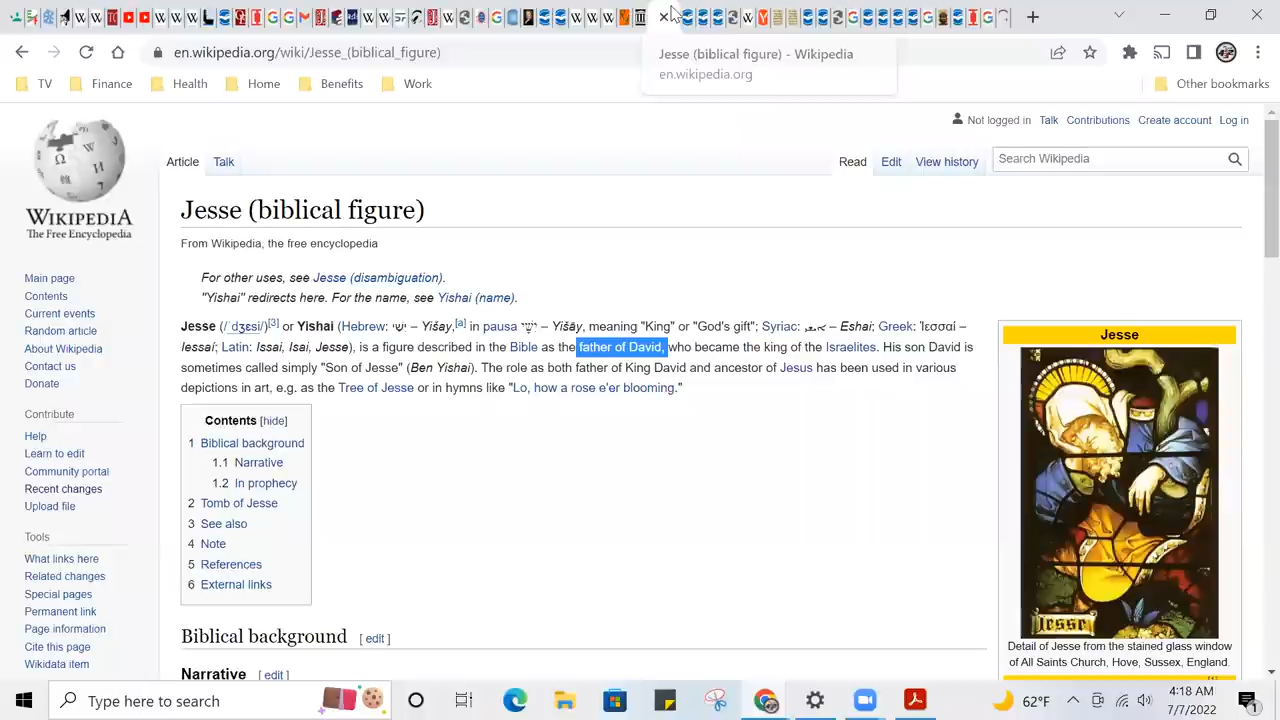 Jesse (biblical figure) - Wikipedia
en.wikipedia.org
en.wikipedia.org/wiki/Jesse_(biblical_figure)
TV Finance Health Home Benefits Work Other bookmarks
Not logged in Talk Contributions Create account Log in
Article Talk Read Edit View history Search Wikipedia
WIKIPEDIA
The Free Encyclopedia
Main page
Contents
Current events
Random article
About Wikipedia
Contact us
Donate
Contribute
Help
Learn to edit
Community portal
Recent changes
Upload file
Tools
What links here
Related changes
Special pages
Permanent link
Page information
Cite this page
Wikidata item
Jesse (biblical figure)
From Wikipedia, the free encyclopedia
For other uses, see Jesse (disambiguation).
"Yishai" redirects here. For the name, see Yishai (name).
Jesse (/ˈdʒɛsi/)[3] or Yishai (Hebrew: יִשַׁי – Yīšay,[a] in pausa יִשָׁי – Yīšāy, meaning "King" or "God's gift"; Syriac: – Eshai; Greek: Ἰεσσαί –
Iessaí; Latin: Issai, Isai, Jesse), is a figure described in the Bible as the father of David, who became the king of the Israelites. His son David is
sometimes called simply "Son of Jesse" (Ben Yishai). The role as both father of King David and ancestor of Jesus has been used in various
depictions in art, e.g. as the Tree of Jesse or in hymns like "Lo, how a rose e'er blooming."
Contents [hide]
1 Biblical background
1.1 Narrative
1.2 In prophecy
2 Tomb of Jesse
3 See also
4 Note
5 References
6 External links
Biblical background [ edit ]
Narrative [ edit ]
Jesse
Jesse
Detail of Jesse from the stained glass window
of All Saints Church, Hove, Sussex, England.
Type here to search
62°F
4:18 AM
7/7/2022
1